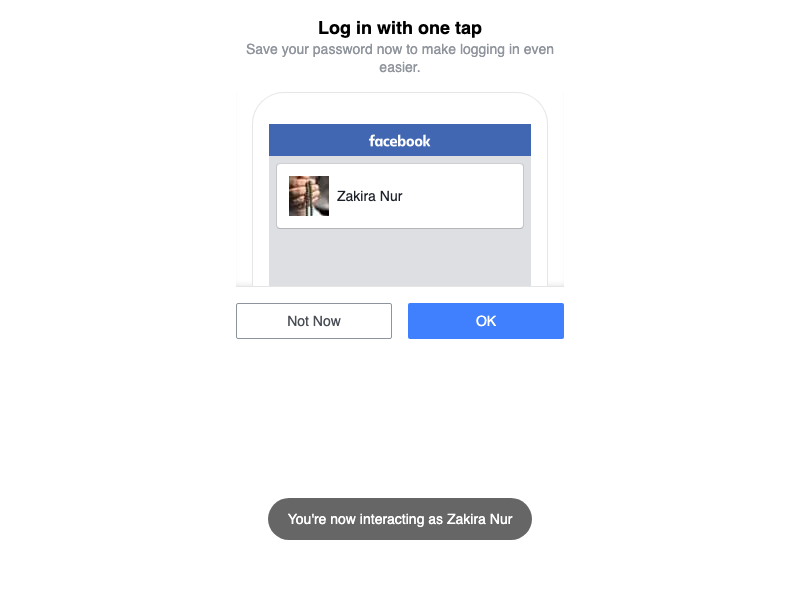 Log in with one tap
Save your password now to make logging in even
easier.
facebook
Zakira Nur
Not Now
OK
You're now interacting as Zakira Nur